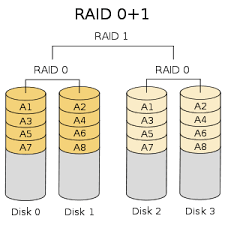 RAID 0+1
RAID 1
RAID 0 RAID 0
A1 A2 A1 A2
A3 A4 A3 A4
A5 A6 A5 A6
A7 A8 A7 A8
Disk 0 Disk 1 Disk 2 Disk 3